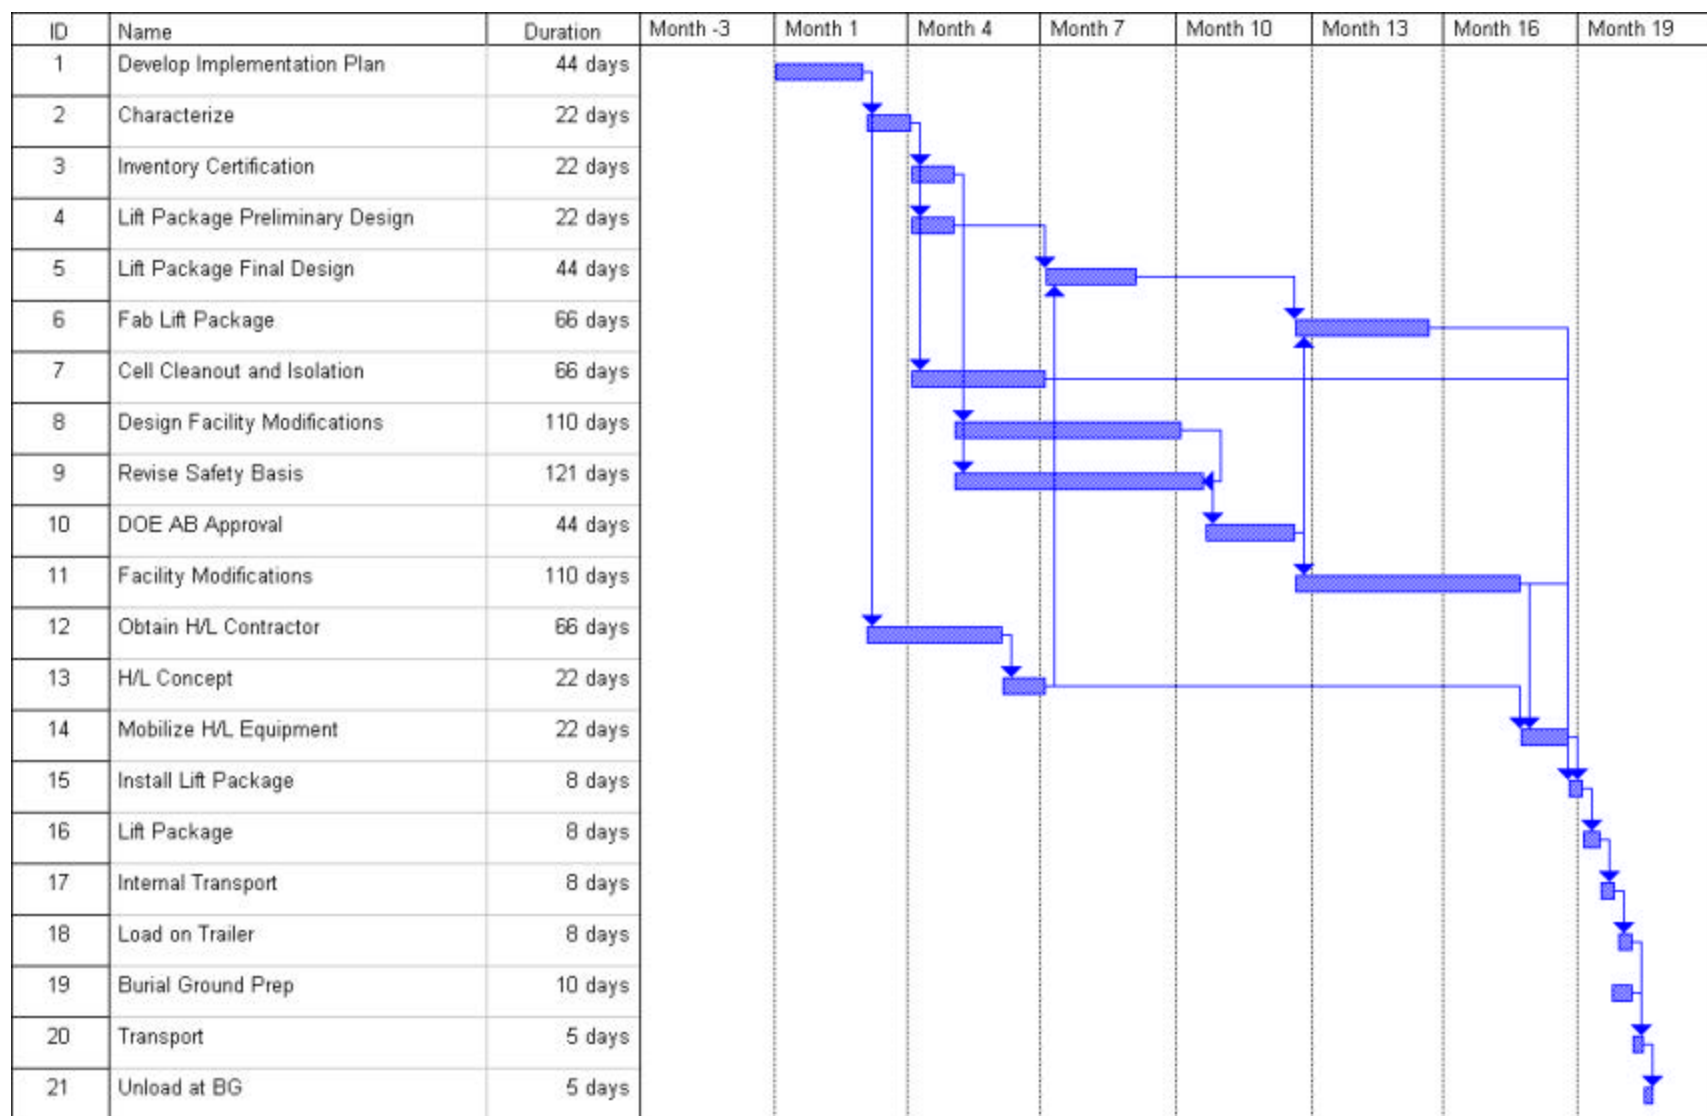 ID Name Duration Month -3 Month 1 Month 4 Month 7 Month 10 Month 13 Month 16 Month 19
1 Develop Implementation Plan 44 days
2 Characterize 22 days
3 Inventory Certification 22 days
4 Lift Package Preliminary Design 22 days
5 Lift Package Final Design 44 days
6 Fab Lift Package 66 days
7 Cell Cleanout and Isolation 66 days
8 Design Facility Modifications 110 days
9 Revise Safety Basis 121 days
10 DOE AB Approval 44 days
11 Facility Modifications 110 days
12 Obtain H/L Contractor 66 days
13 H/L Concept 22 days
14 Mobilize H/L Equipment 22 days
15 Install Lift Package 8 days
16 Lift Package 8 days
17 Internal Transport 8 days
18 Load on Trailer 8 days
19 Burial Ground Prep 10 days
20 Transport 5 days
21 Unload at BG 5 days